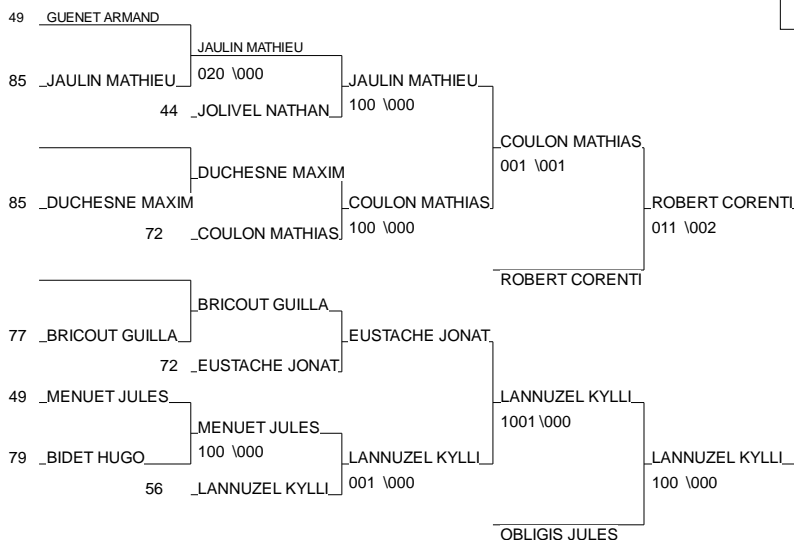 49 GUENET ARMAND
JAULIN MATHIEU
020 \000
85 JAULIN MATHIEU
JAULIN MATHIEU
100 \000
44 JOLIVEL NATHAN
COULON MATHIAS
001 \001
DUCHESNE MAXIM
85 DUCHESNE MAXIM
COULON MATHIAS
100 \000
ROBERT CORENTI
011 \002
72 COULON MATHIAS
ROBERT CORENTI
BRICOUT GUILLA
77 BRICOUT GUILLA
EUSTACHE JONAT
72 EUSTACHE JONAT
49 MENUET JULES
LANNUZEL KYLLI
1001 \000
MENUET JULES
100 \000
79 BIDET HUGO
LANNUZEL KYLLI
001 \000
LANNUZEL KYLLI
100 \000
56 LANNUZEL KYLLI
OBLIGIS JULES